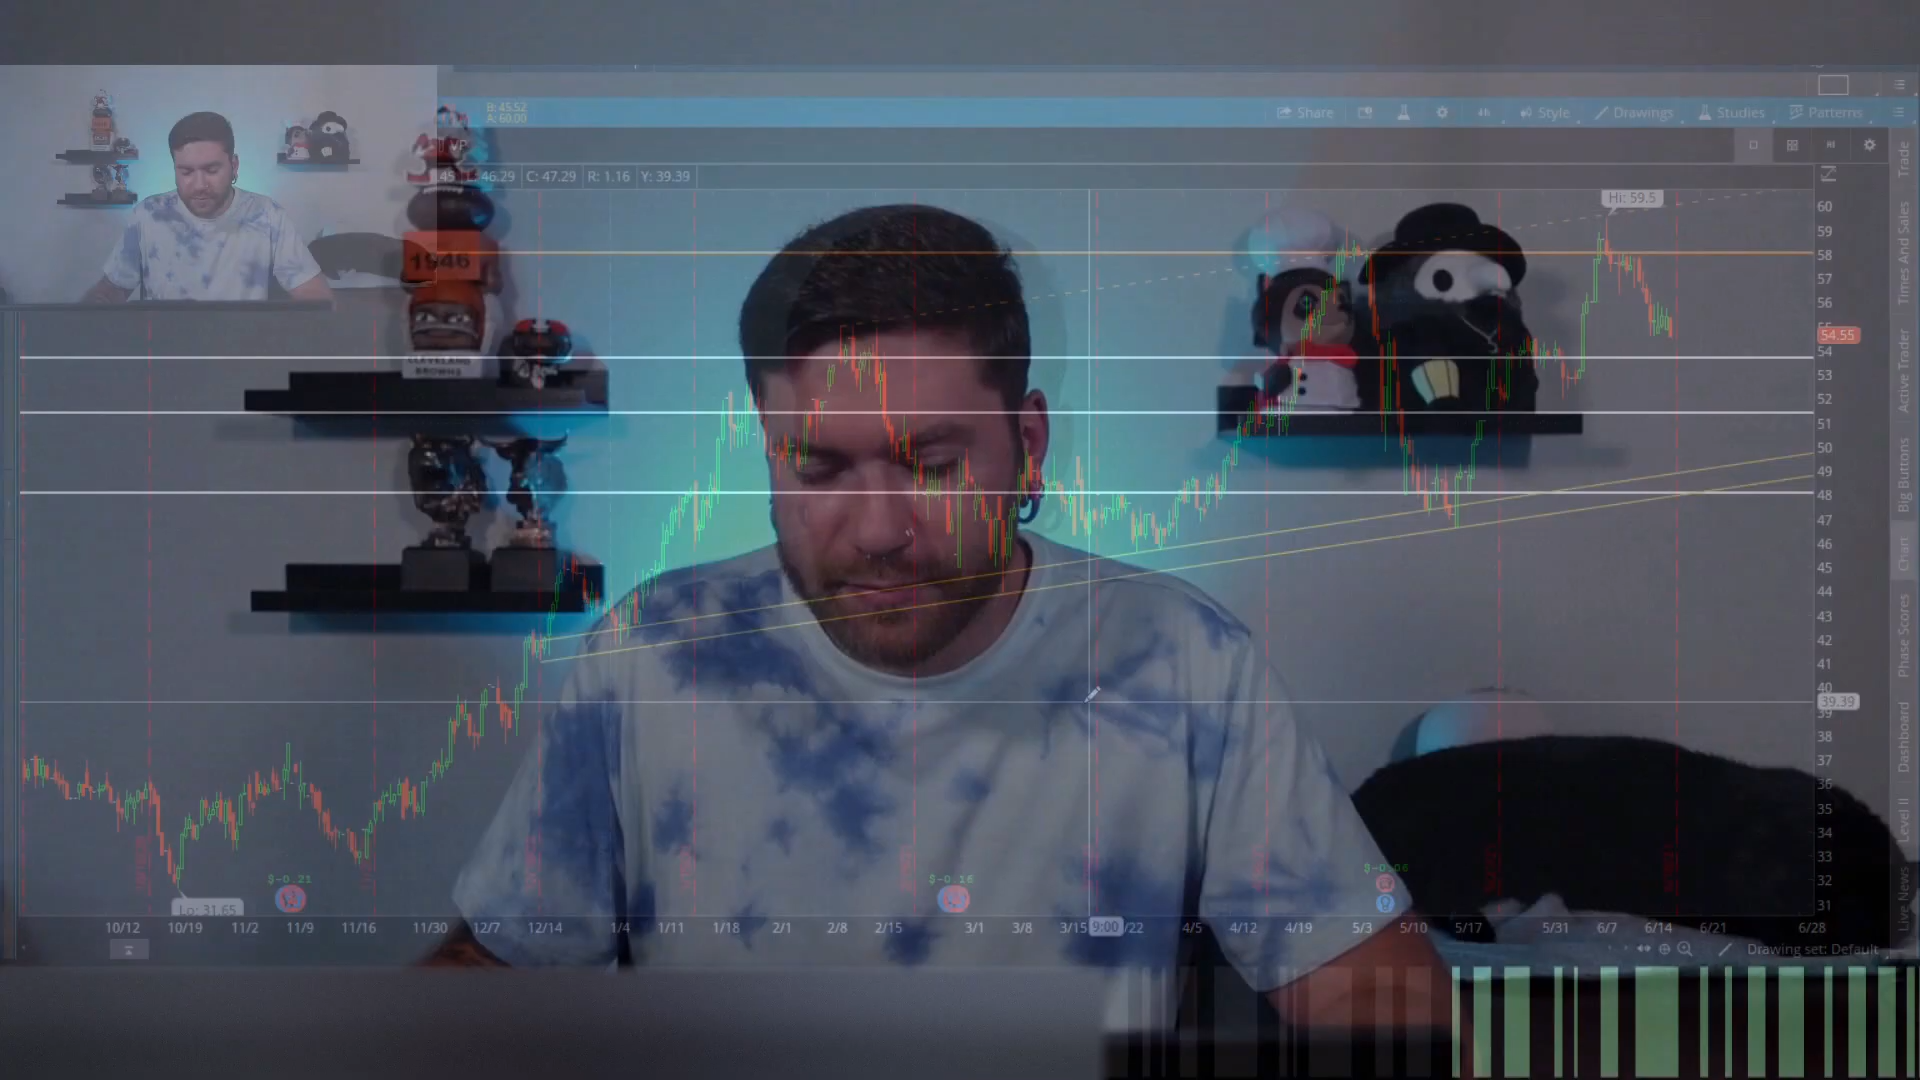 B: 45.52
A: 60.00
Share
4h
Style
Drawings
Studies
Patterns
46.29
C: 47.29
R: 1.16
Y: 39.39
Hi: 59.5
1946
CLEVELAND
BROWNS
60
59
58
57
56
54.55
54
53
52
51
50
49
48
47
46
45
44
43
42
41
40
39.39
39
38
37
36
35
34
33
32
31
Trade
Times And Sales
Active Trader
Big Buttons
Chart
Phase Scores
Dashboard
Level II
Live News
$-0.21
$-0.16
$-0.06
Lo: 31.65
10/12
10/19
11/2
11/9
11/16
11/30
12/7
12/14
1/4
1/11
1/18
2/1
2/8
2/15
3/1
3/8
3/15
9:00
/22
4/5
4/12
4/19
5/3
5/10
5/17
5/31
6/7
6/14
6/21
6/28
Drawing set: Default